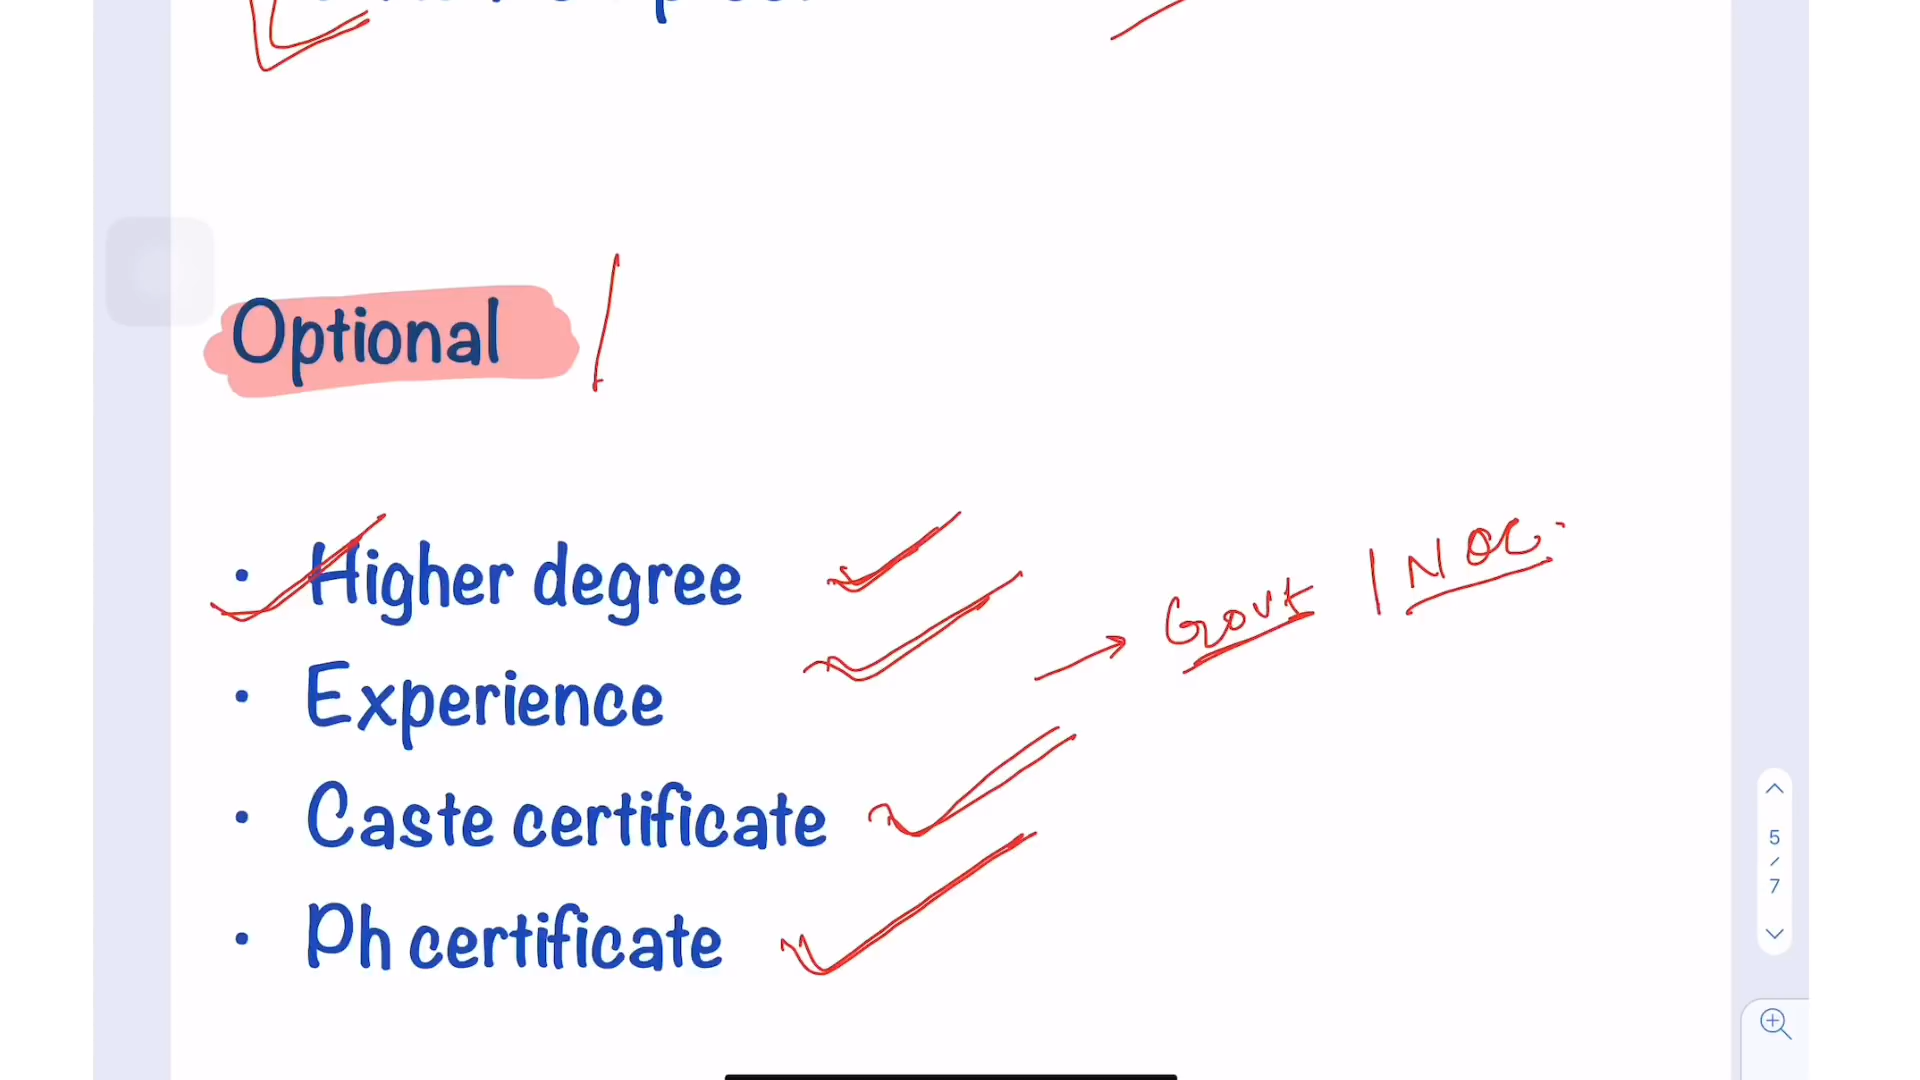 Optional
• Higher degree
Govt | NOC.
• Experience
• Caste certificate
• Ph certificate
5
/
7